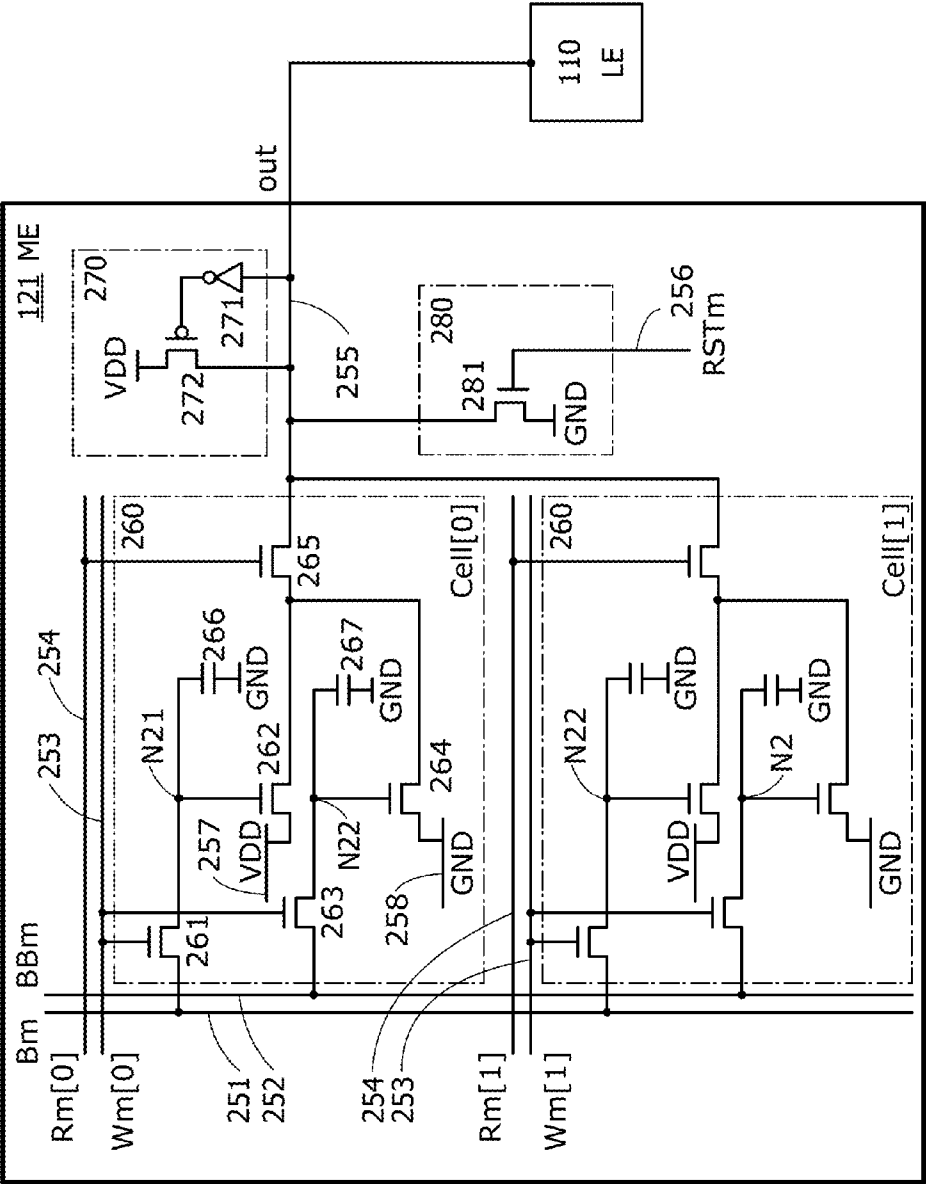 110
LE
out
121 ME
270
VDD
271
272
255
280
281
GND
256
RSTm
254
253
260
N21
266
GND
265
262
267
GND
257
VDD
N22
264
261
263
258
GND
Cell[0]
Bm
BBm
Rm[0]
Wm[0]
251
252
254
253
260
N22
GND
VDD
N2
GND
GND
Cell[1]
Rm[1]
Wm[1]